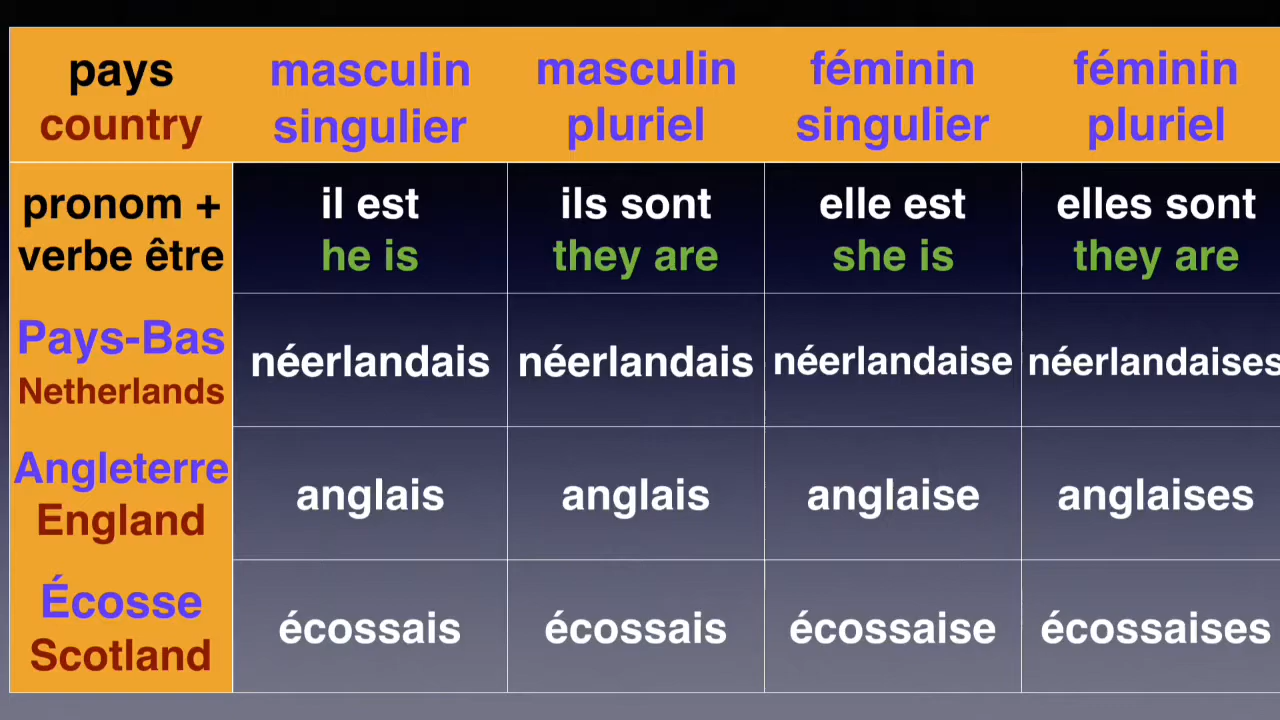 pays
country
masculin
singulier
masculin
pluriel
féminin
singulier
féminin
pluriel
pronom +
verbe être
il est
he is
ils sont
they are
elle est
she is
elles sont
they are
Pays-Bas
Netherlands
néerlandais
néerlandais
néerlandaise
néerlandaises
Angleterre
England
anglais
anglais
anglaise
anglaises
Écosse
Scotland
écossais
écossais
écossaise
écossaises